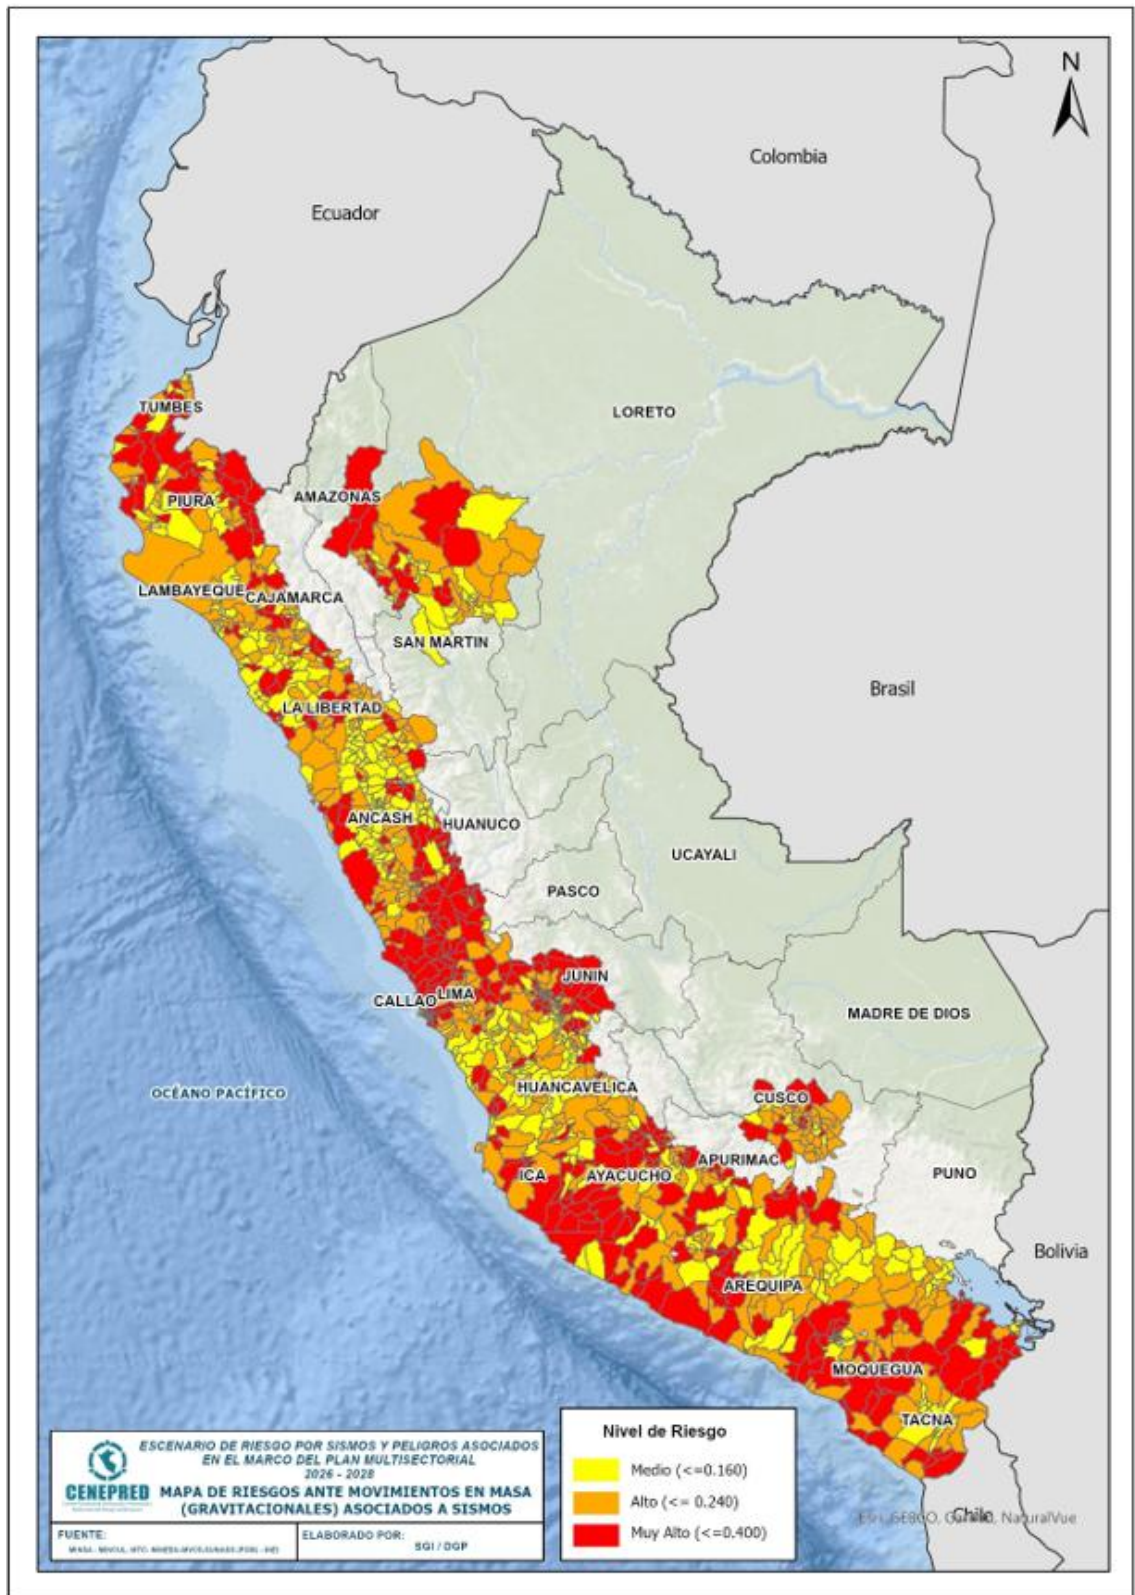 N
Colombia
Ecuador
LORETO
TUMBES
PIURA
AMAZONAS
LAMBAYEQUE
CAJAMARCA
SAN MARTIN
Brasil
LA LIBERTAD
ANCASH
HUANUCO
UCAYALI
PASCO
JUNIN
CALLAO
LIMA
MADRE DE DIOS
OCÉANO PACÍFICO
HUANCAVELICA
CUSCO
APURIMAC
ICA
AYACUCHO
PUNO
Bolivia
AREQUIPA
MOQUEGUA
TACNA
Chile
NaturalVue
ESCENARIO DE RIESGO POR SISMOS Y PELIGROS ASOCIADOS
EN EL MARCO DEL PLAN MULTISECTORIAL
2026 - 2028
CENEPRED
MAPA DE RIESGOS ANTE MOVIMIENTOS EN MASA
(GRAVITACIONALES) ASOCIADOS A SISMOS
FUENTE:
ELABORADO POR:
SGI / DGP
Nivel de Riesgo
Medio (<=0.160)
Alto (<= 0.240)
Muy Alto (<=0.400)